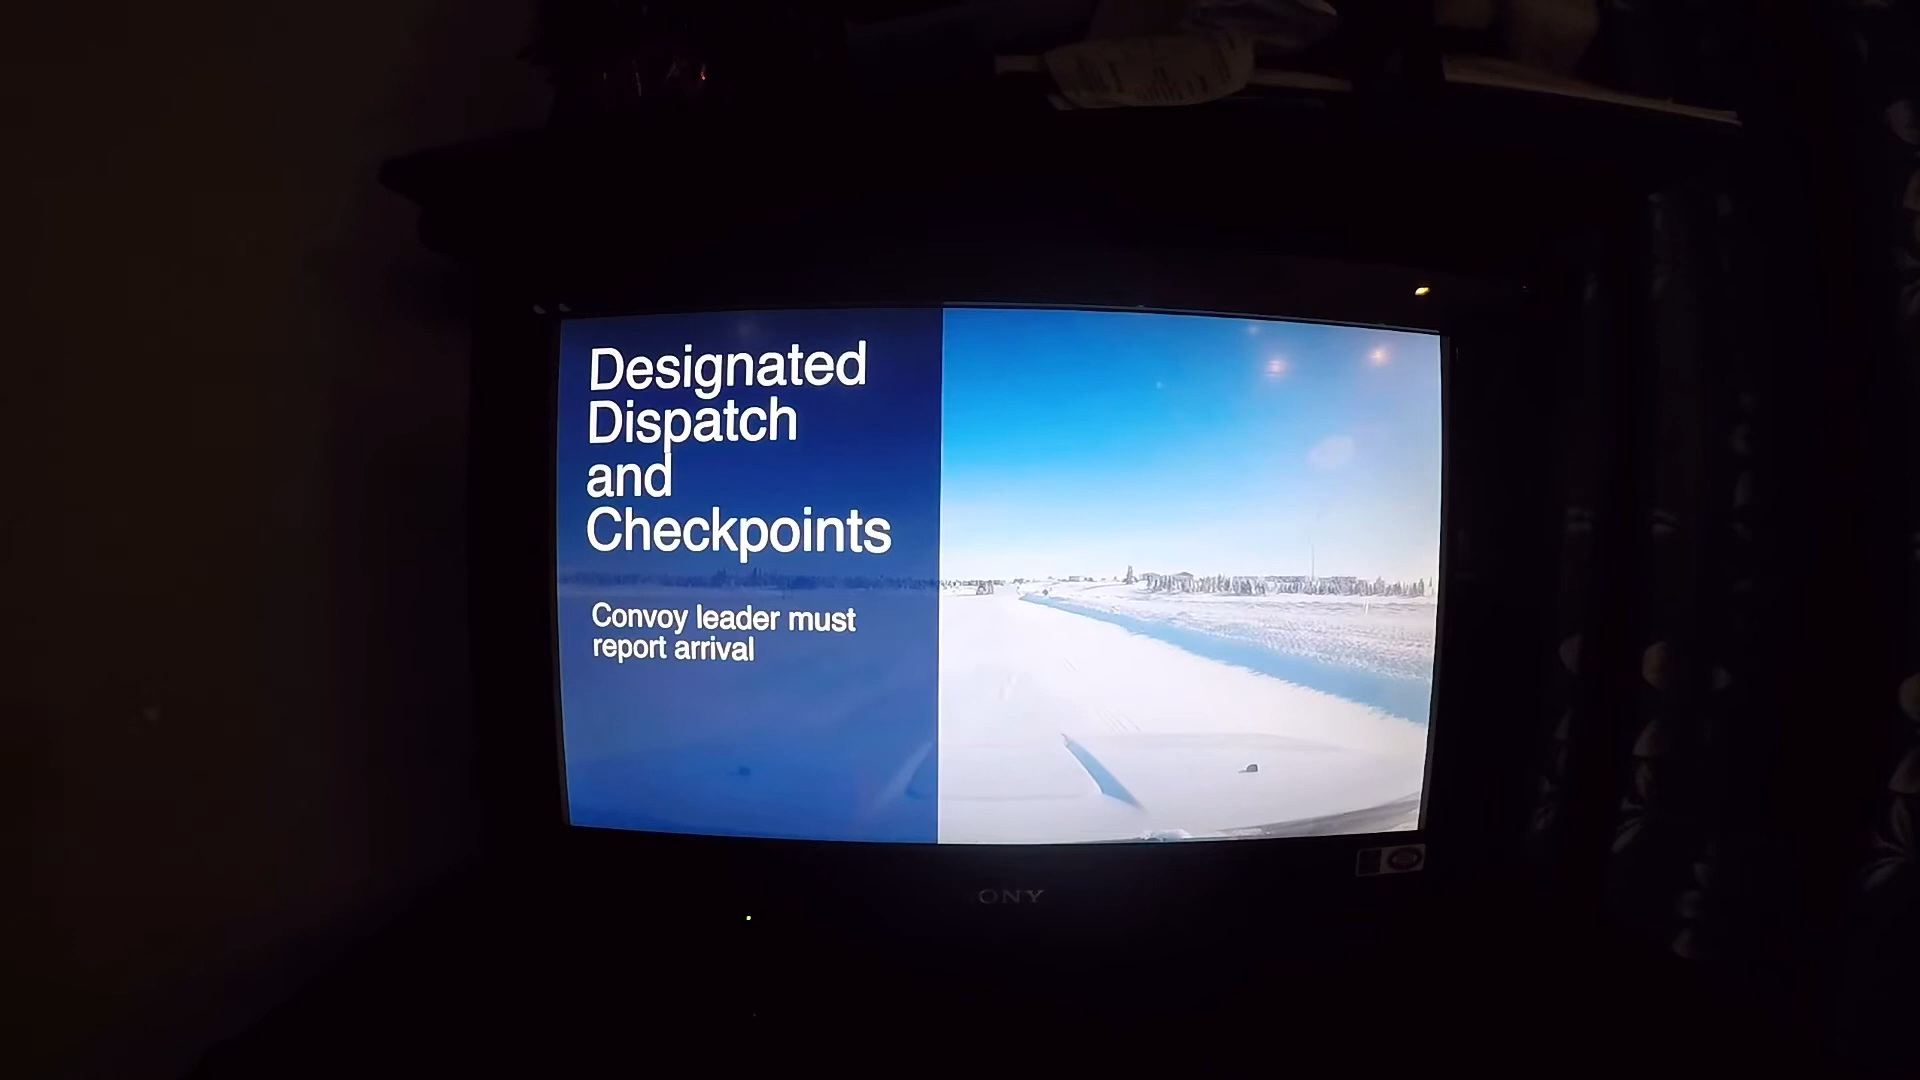 Designated
Dispatch
and
Checkpoints
Convoy leader must
report arrival
ONY